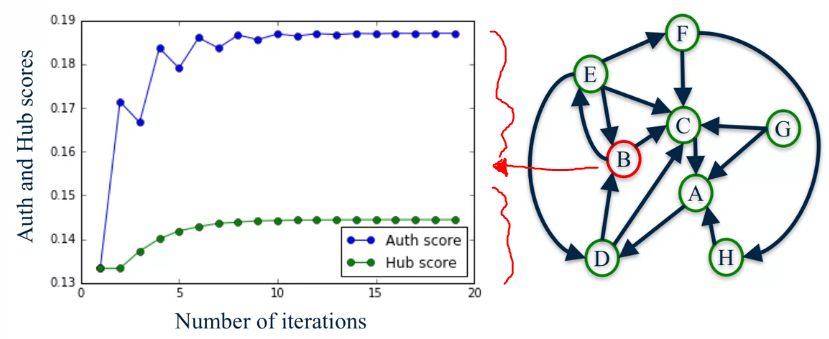 Auth and Hub scores
0.19
0.18
0.17
0.16
0.15
0.14
0.13
0
5
10
15
20
Number of iterations
Auth score
Hub score
F
E
C
G
B
A
D
H